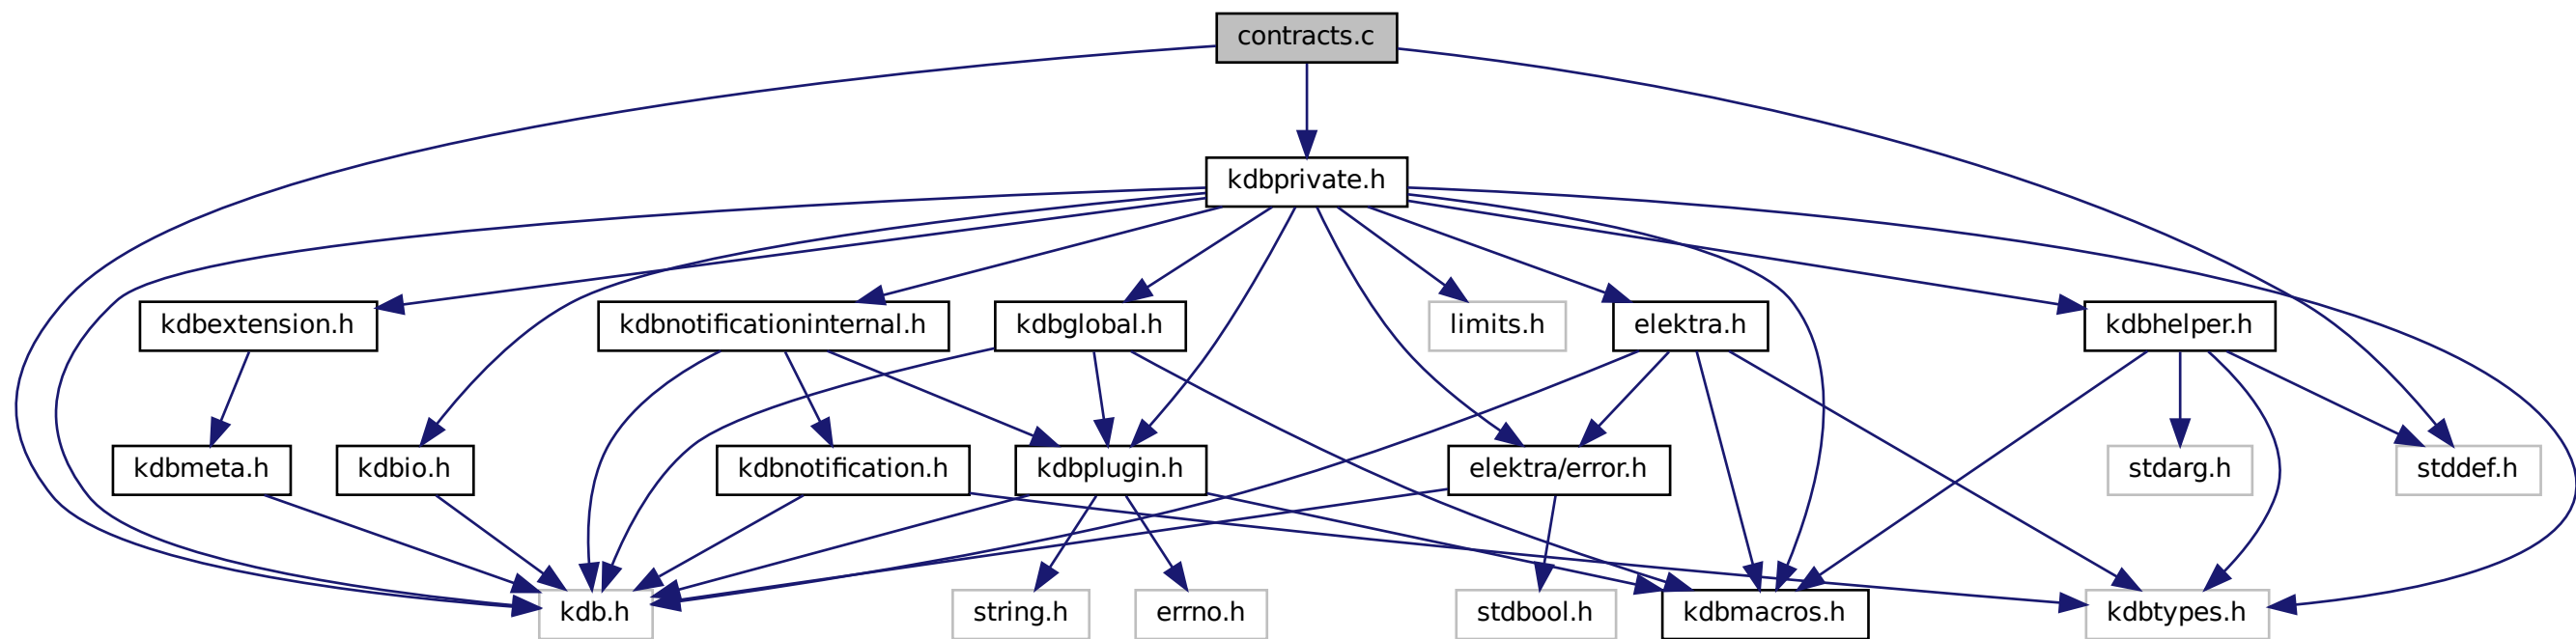 contracts.c
kdbprivate.h
kdbextension.h
kdbnotificationinternal.h
kdbglobal.h
limits.h
elektra.h
kdbhelper.h
kdbmeta.h
kdbio.h
kdbnotification.h
kdbplugin.h
elektra/error.h
stdarg.h
stddef.h
kdb.h
string.h
errno.h
stdbool.h
kdbmacros.h
kdbtypes.h